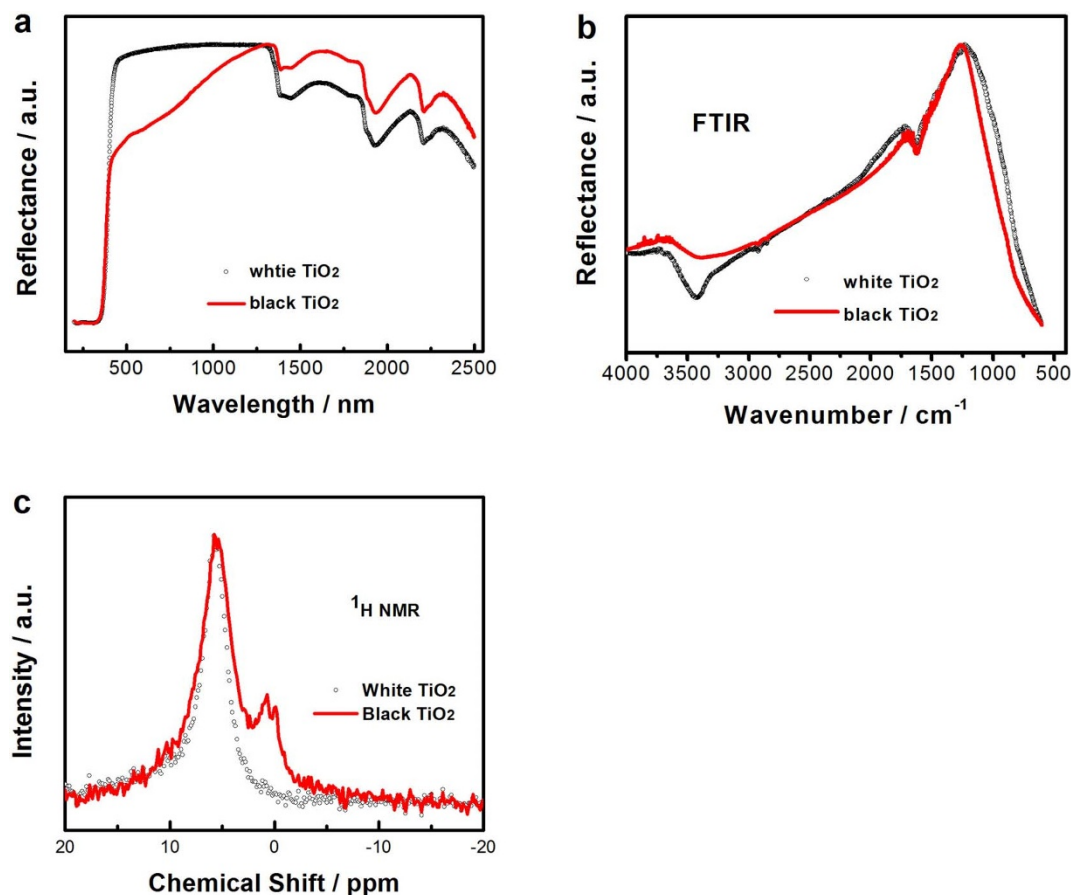 a
Reflectance / a.u.
whtie TiO2
black TiO2
500 1000 1500 2000 2500
Wavelength / nm
b
Reflectance / a.u.
FTIR
white TiO2
black TiO2
4000 3500 3000 2500 2000 1500 1000 500
Wavenumber / cm-1
c
Intensity / a.u.
1H NMR
White TiO2
Black TiO2
20 10 0 -10 -20
Chemical Shift / ppm